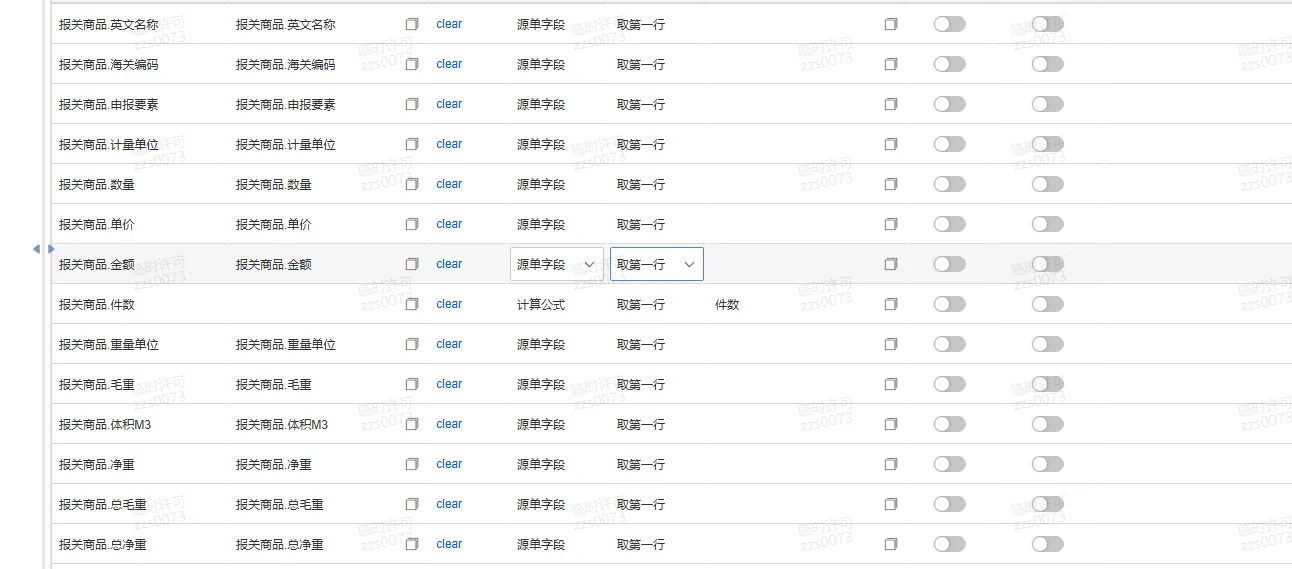 报关商品.英文名称 报关商品.英文名称 clear 源单字段 取第一行
报关商品.海关编码 报关商品.海关编码 clear 源单字段 取第一行
报关商品.申报要素 报关商品.申报要素 clear 源单字段 取第一行
报关商品.计量单位 报关商品.计量单位 clear 源单字段 取第一行
报关商品.数量 报关商品.数量 clear 源单字段 取第一行
报关商品.单价 报关商品.单价 clear 源单字段 取第一行
报关商品.金额 报关商品.金额 clear 源单字段 取第一行
报关商品.件数 clear 计算公式 取第一行 件数
报关商品.重量单位 报关商品.重量单位 clear 源单字段 取第一行
报关商品.毛重 报关商品.毛重 clear 源单字段 取第一行
报关商品.体积M3 报关商品.体积M3 clear 源单字段 取第一行
报关商品.净重 报关商品.净重 clear 源单字段 取第一行
报关商品.总毛重 报关商品.总毛重 clear 源单字段 取第一行
报关商品.总净重 报关商品.总净重 clear 源单字段 取第一行
临时许可
zzs0073